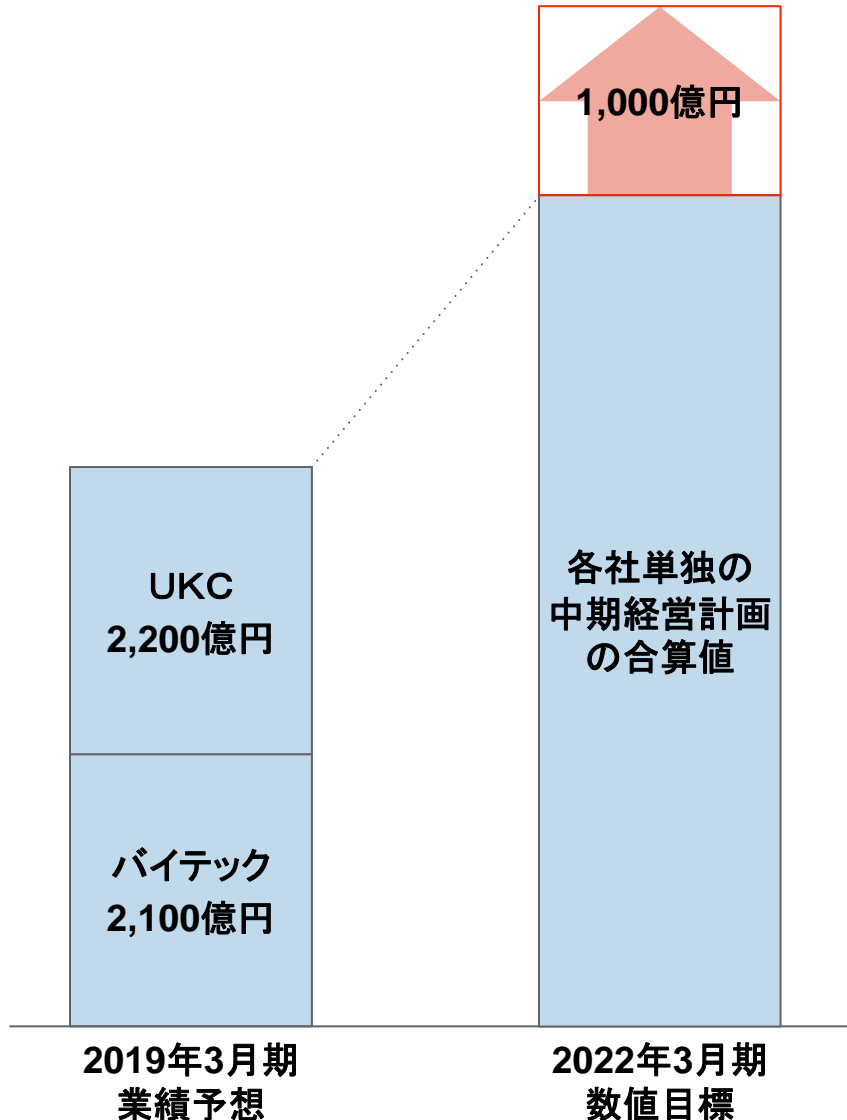 1,000億円
UKC
2,200億円
バイテック
2,100億円
各社単独の
中期経営計画
の合算値
2019年3月期
業績予想
2022年3月期
数値目標